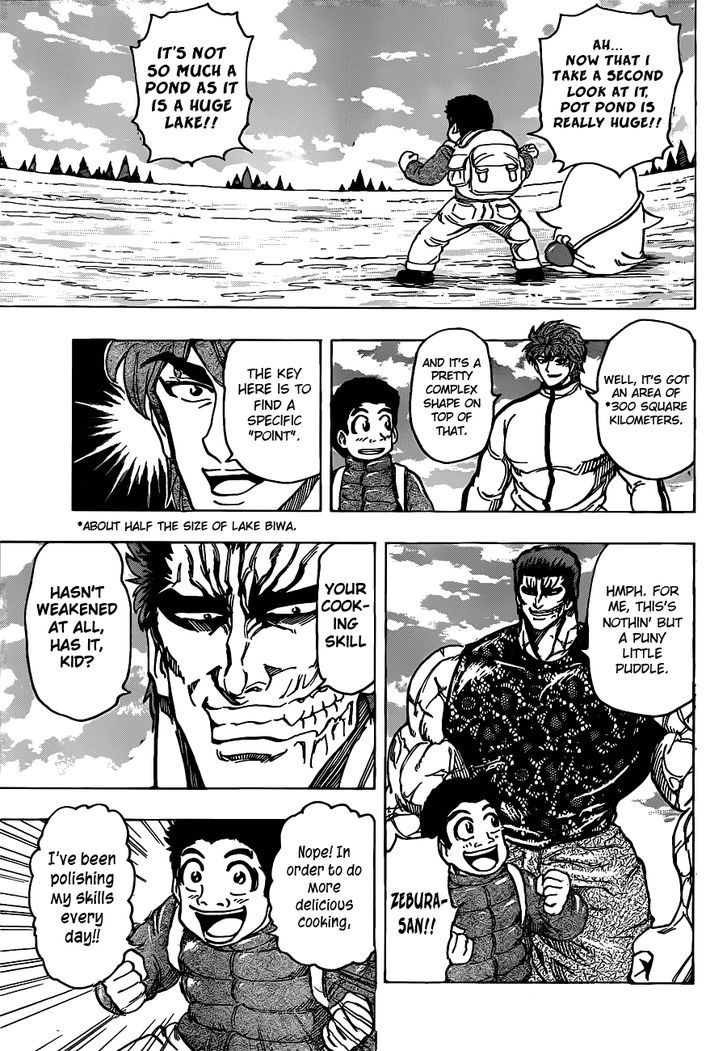 AH...
NOW THAT I
TAKE A SECOND
LOOK AT IT,
POT POND IS
REALLY HUGE!!
IT'S NOT
SO MUCH A
POND AS IT
IS A HUGE
LAKE!!
WELL, IT'S GOT
AN AREA OF
*300 SQUARE
KILOMETERS.
AND IT'S A
PRETTY
COMPLEX
SHAPE ON
TOP OF
THAT.
THE KEY
HERE IS TO
FIND A
SPECIFIC
"POINT".
*ABOUT HALF THE SIZE OF LAKE BIWA.
HMPH. FOR
ME, THIS'S
NOTHIN' BUT
A PUNY
LITTLE
PUDDLE.
ZEBURA-
SAN!!
YOUR
COOK-
ING
SKILL
HASN'T
WEAKENED
AT ALL,
HAS IT,
KID?
Nope! In
order to do
more
delicious
cooking,
I've been
polishing
my skills
every
day!!